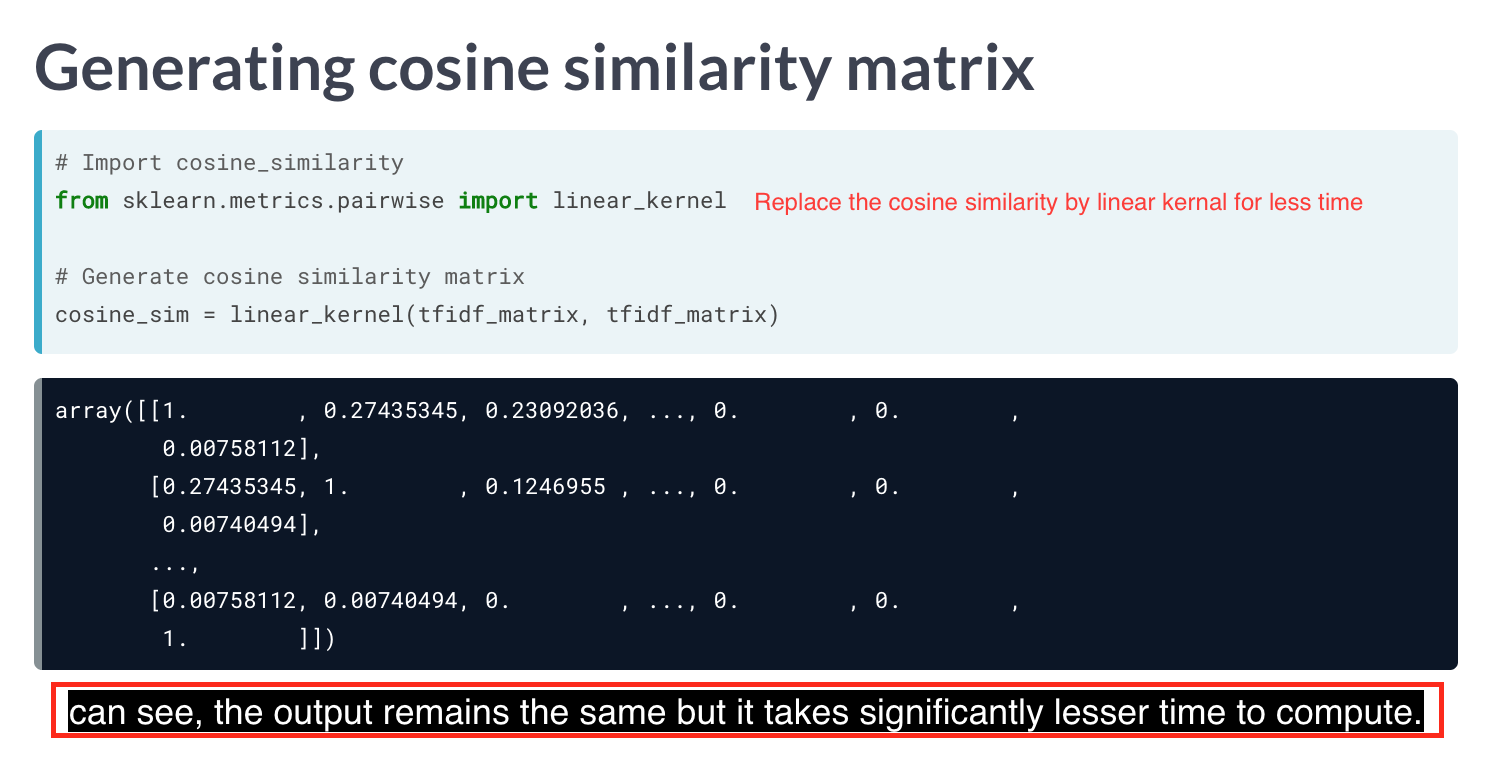 Generating cosine similarity matrix
# Import cosine_similarity
from sklearn.metrics.pairwise import linear_kernel Replace the cosine similarity by linear kernal for less time
# Generate cosine similarity matrix
cosine_sim = linear_kernel(tfidf_matrix, tfidf_matrix)
array([[1.        , 0.27435345, 0.23092036, ..., 0.        , 0.        ,
        0.00758112],
       [0.27435345, 1.        , 0.1246955 , ..., 0.        , 0.        ,
        0.00740494],
       ...,
       [0.00758112, 0.00740494, 0.        , ..., 0.        , 0.        ,
        1.        ]])
can see, the output remains the same but it takes significantly lesser time to compute.